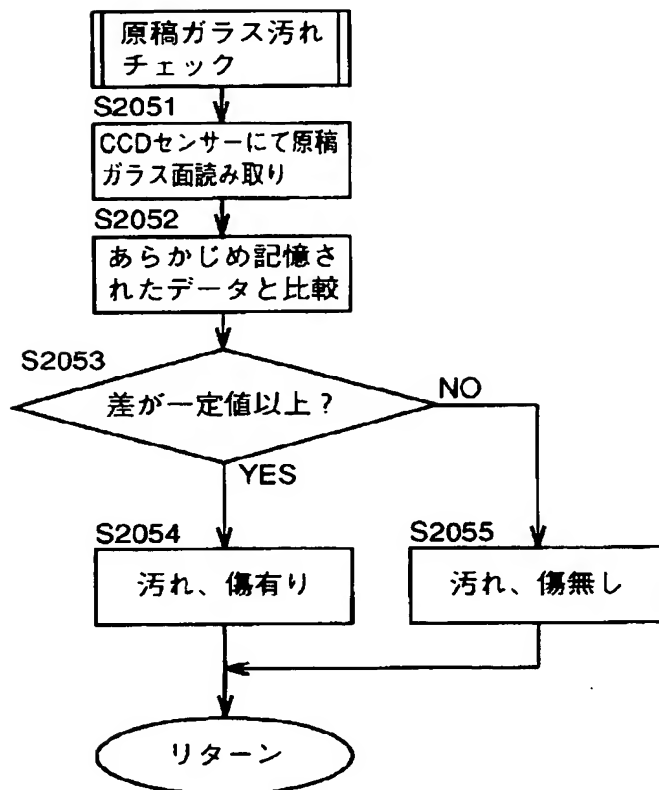 原稿ガラス汚れ
チェック
S2051
CCDセンサーにて原稿
ガラス面読み取り
S2052
あらかじめ記憶さ
れたデータと比較
S2053
差が一定値以上？
NO
YES
S2054
汚れ、傷有り
S2055
汚れ、傷無し
リターン